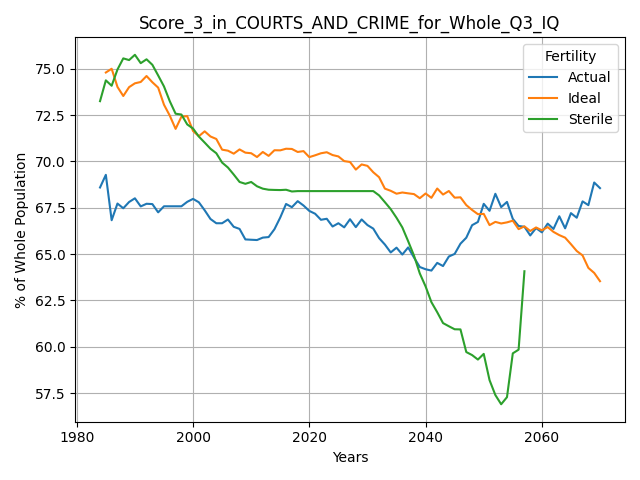 Score_3_in_COURTS_AND_CRIME_for_Whole_Q3_IQ
% of Whole Population
75.0
72.5
70.0
67.5
65.0
62.5
60.0
57.5
Fertility
Actual
Ideal
Sterile
1980 2000 2020 2040 2060
Years